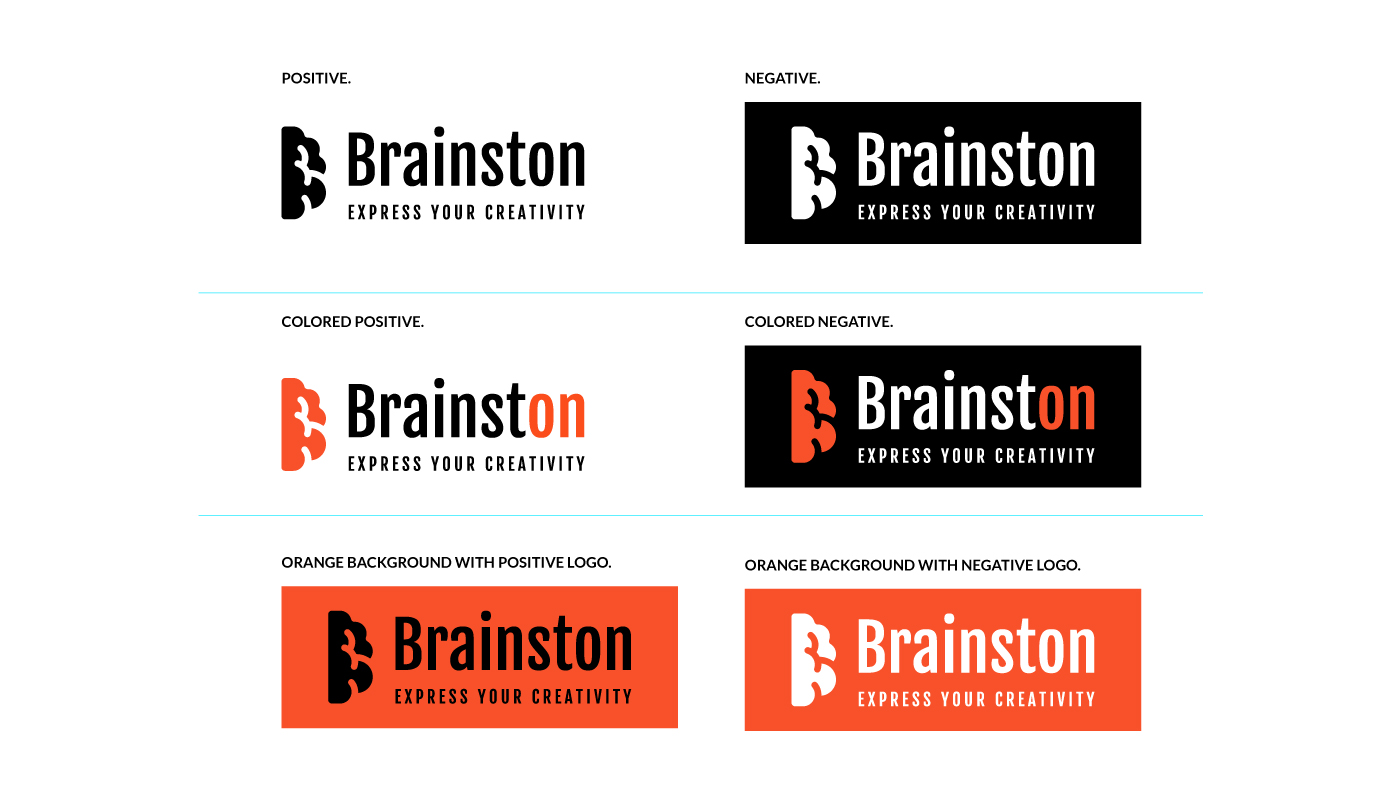 POSITIVE.
Brainston
EXPRESS YOUR CREATIVITY
NEGATIVE.
Brainston
EXPRESS YOUR CREATIVITY
COLORED POSITIVE.
Brainston
EXPRESS YOUR CREATIVITY
COLORED NEGATIVE.
Brainston
EXPRESS YOUR CREATIVITY
ORANGE BACKGROUND WITH POSITIVE LOGO.
Brainston
EXPRESS YOUR CREATIVITY
ORANGE BACKGROUND WITH NEGATIVE LOGO.
Brainston
EXPRESS YOUR CREATIVITY